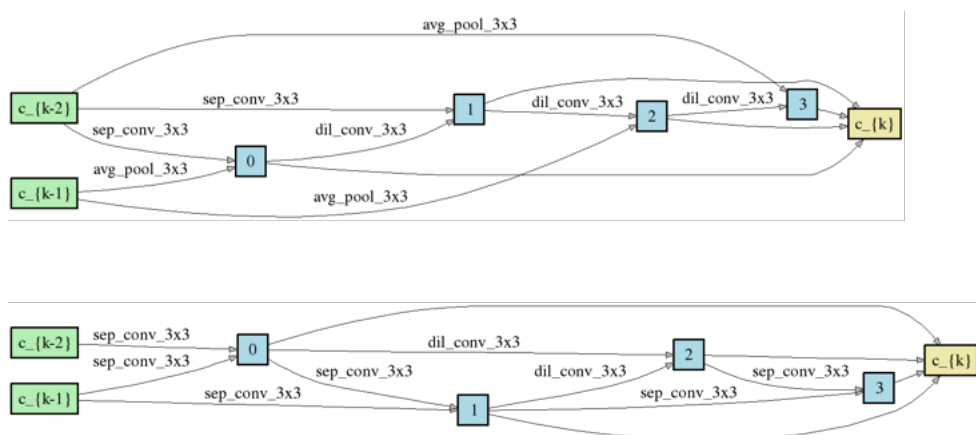 avg_pool_3x3
c_{k-2}
sep_conv_3x3
1
dil_conv_3x3
2
dil_conv_3x3
3
c_{k}
sep_conv_3x3
dil_conv_3x3
0
avg_pool_3x3
c_{k-1}
avg_pool_3x3
c_{k-2}
sep_conv_3x3
0
dil_conv_3x3
2
c_{k}
sep_conv_3x3
sep_conv_3x3
dil_conv_3x3
sep_conv_3x3
3
c_{k-1}
sep_conv_3x3
1
sep_conv_3x3